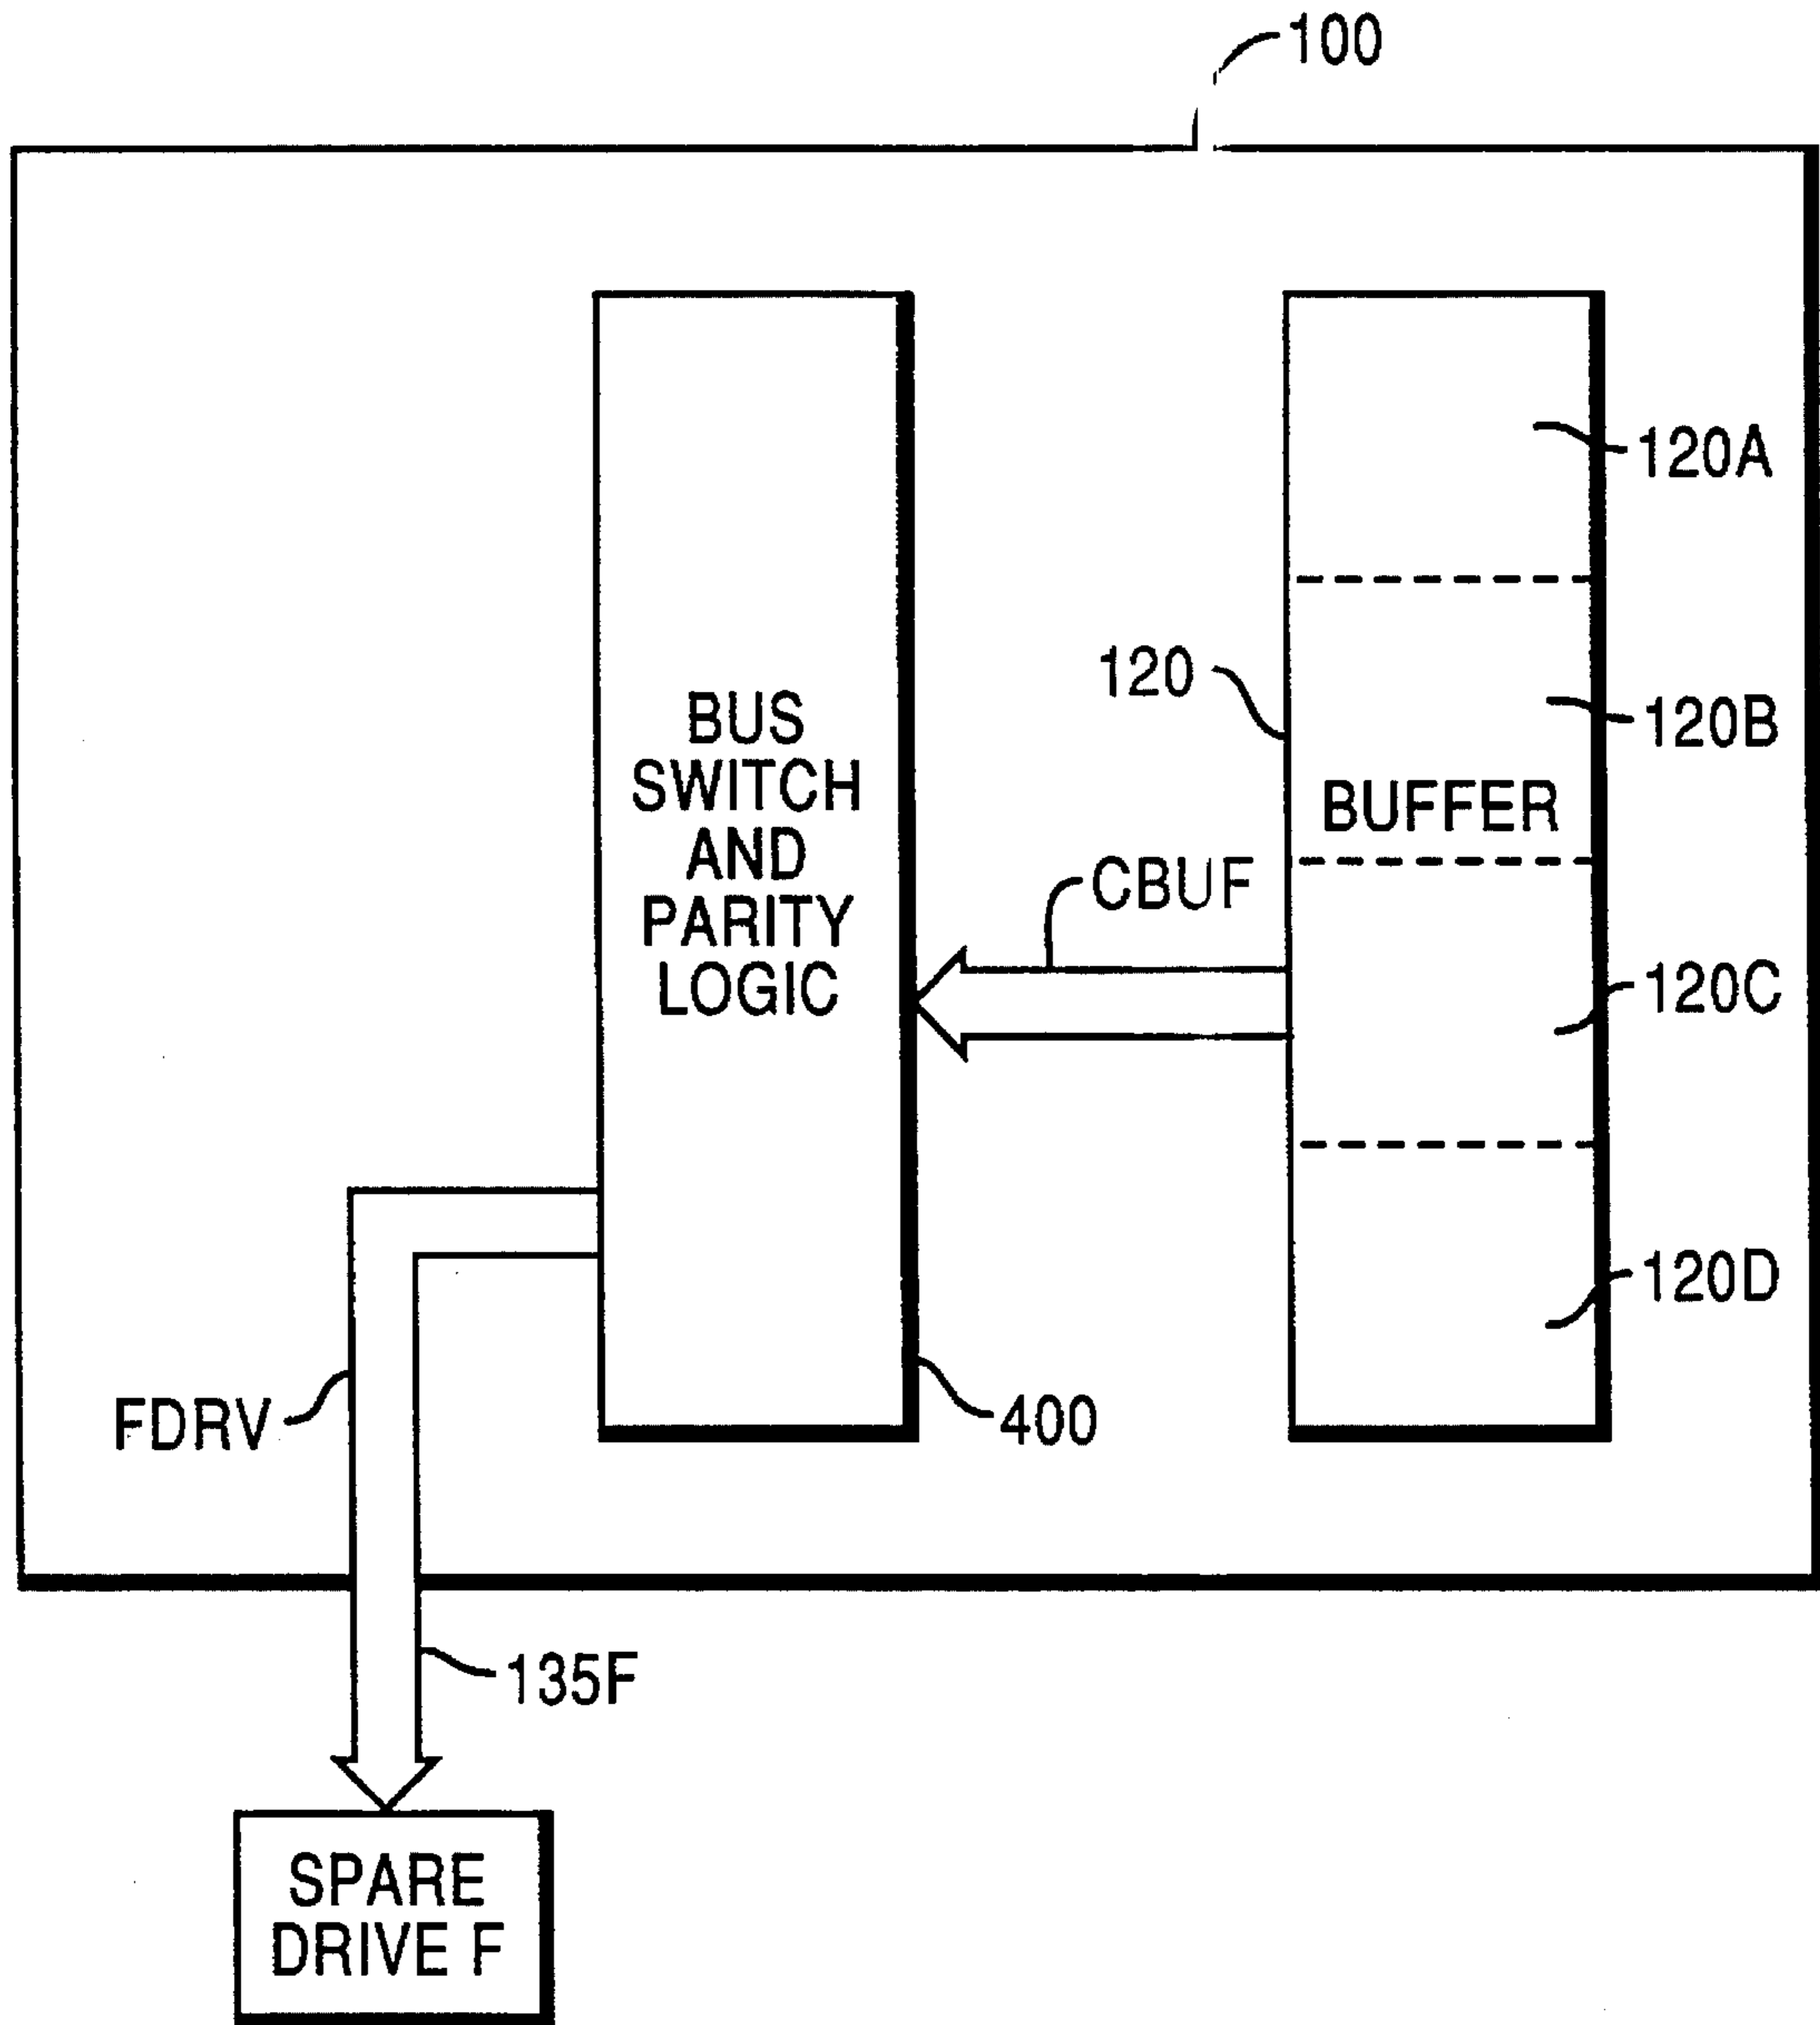 100
120A
120
120B
BUS
SWITCH
AND
PARITY
LOGIC
BUFFER
CBUF
120C
120D
FDRV
400
135F
SPARE
DRIVE F